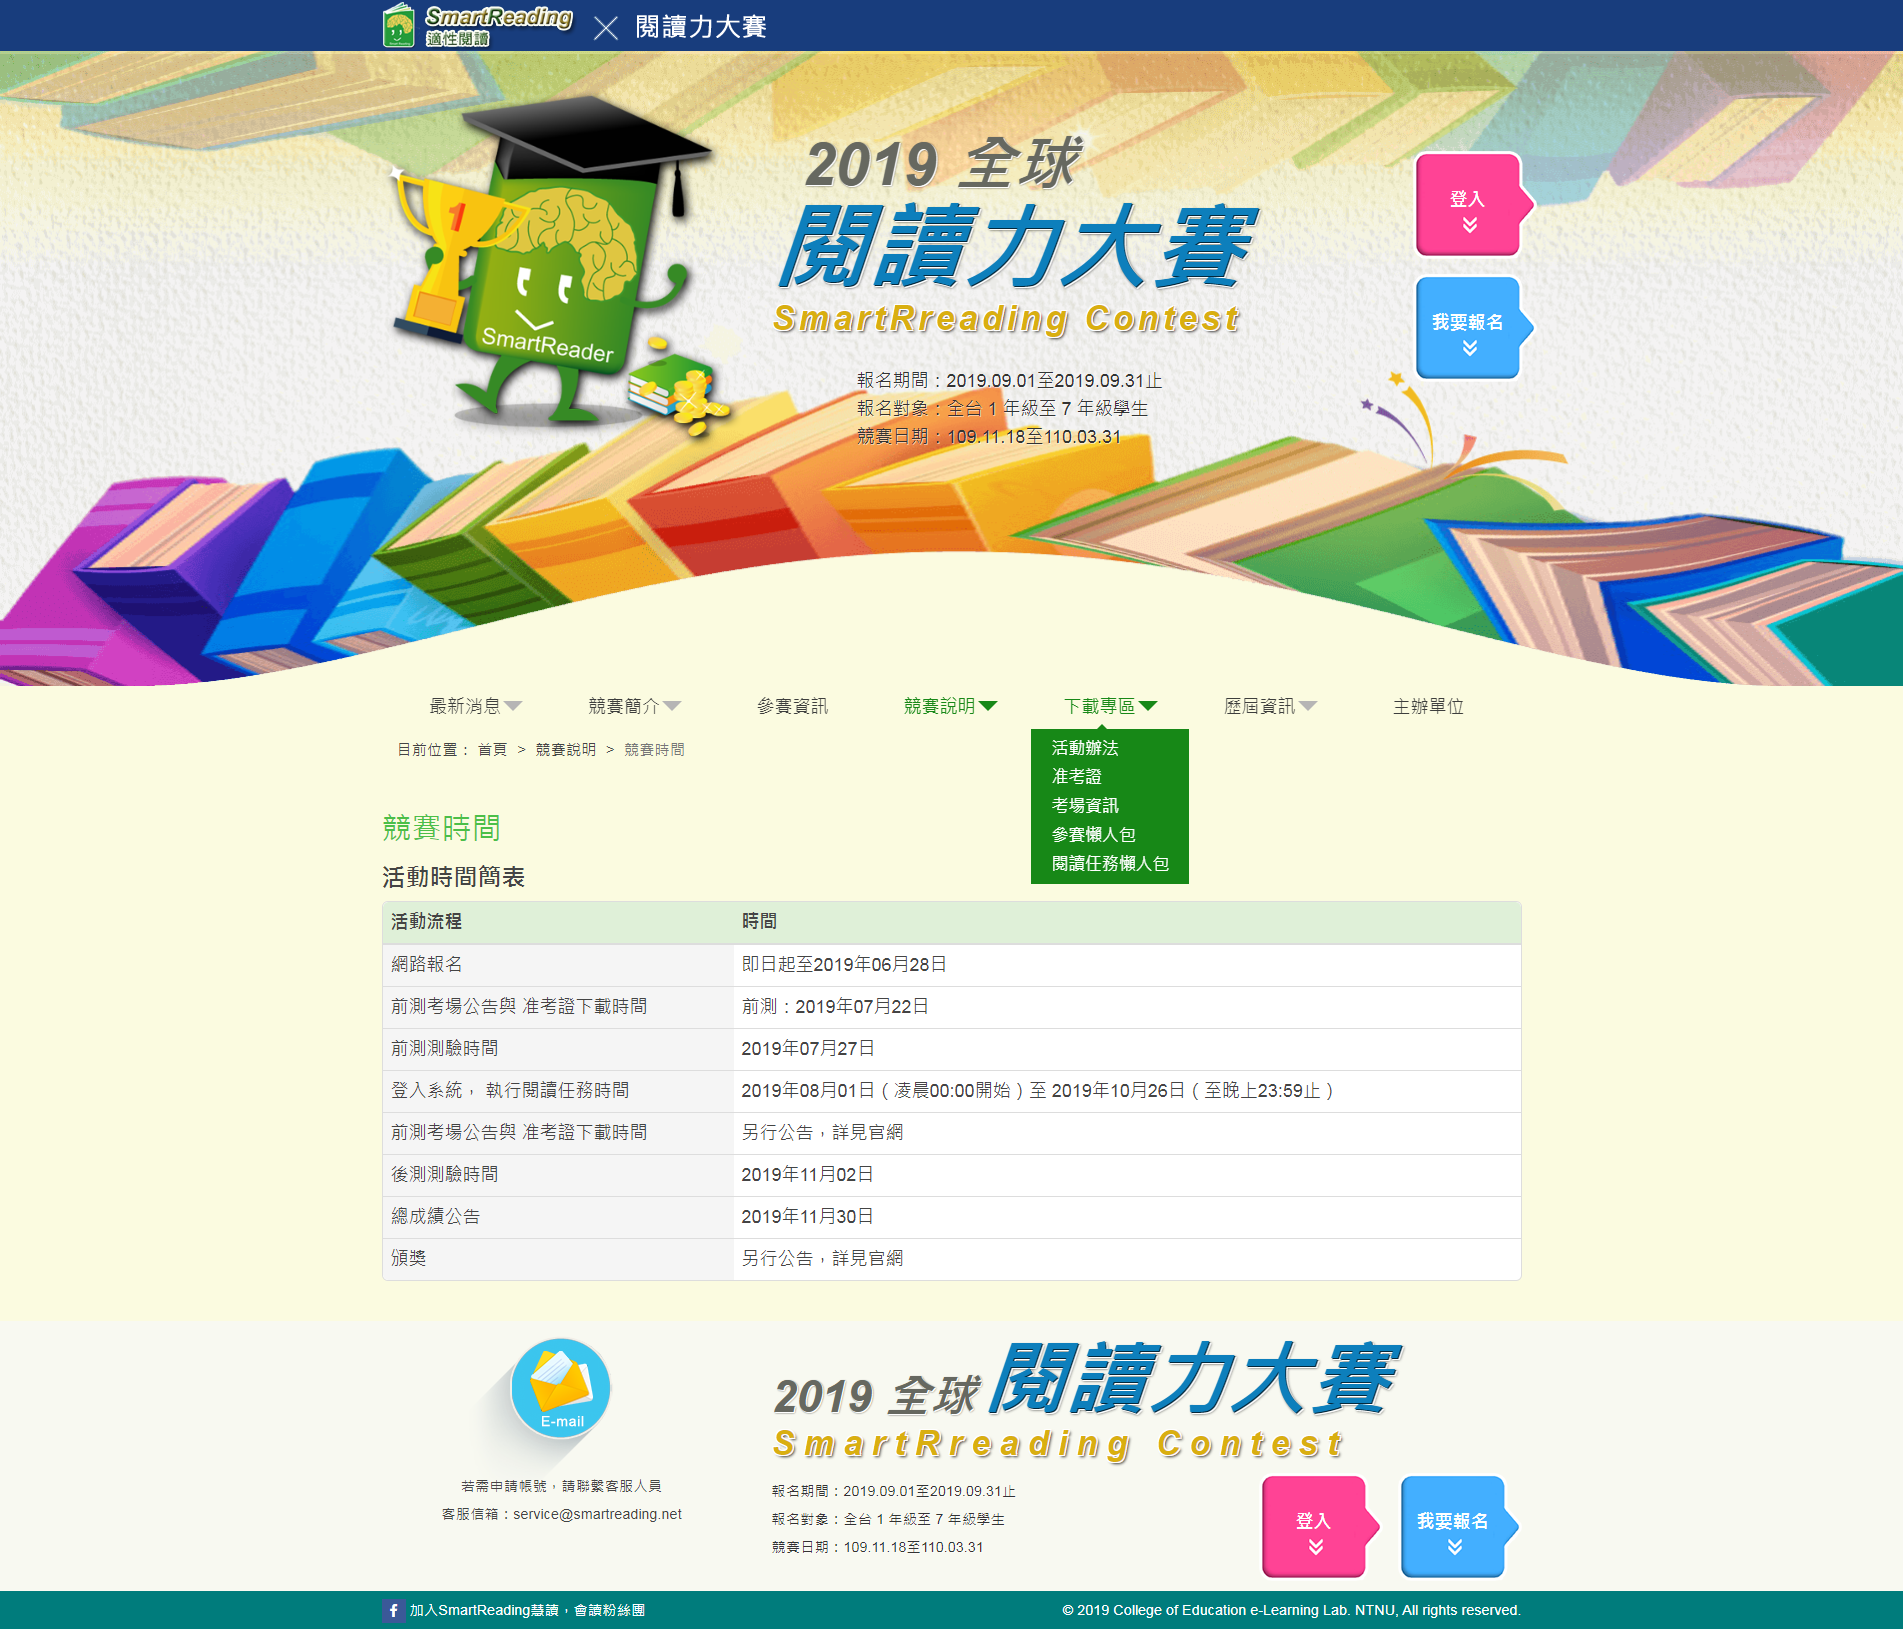 SmartReading
適性閱讀
閱讀力大賽
2019 全球
閱讀力大賽
SmartRreading Contest
1
SmartReader
登入
我要報名
報名期間：2019.09.01至2019.09.31止
報名對象：全台 1 年級至 7 年級學生
競賽日期：109.11.18至110.03.31
最新消息 競賽簡介 參賽資訊 競賽說明 下載專區 歷屆資訊 主辦單位
目前位置： 首頁 > 競賽說明 > 競賽時間
活動辦法
准考證
考場資訊
參賽懶人包
閱讀任務懶人包
競賽時間
活動時間簡表
活動流程 時間
網路報名 即日起至2019年06月28日
前測考場公告與 准考證下載時間 前測：2019年07月22日
前測測驗時間 2019年07月27日
登入系統， 執行閱讀任務時間 2019年08月01日（凌晨00:00開始）至 2019年10月26日（至晚上23:59止）
前測考場公告與 准考證下載時間 另行公告，詳見官網
後測測驗時間 2019年11月02日
總成績公告 2019年11月30日
頒獎 另行公告，詳見官網
E-mail
若需申請帳號，請聯繫客服人員
客服信箱：service@smartreading.net
2019 全球 閱讀力大賽
SmartRreading Contest
報名期間：2019.09.01至2019.09.31止
報名對象：全台 1 年級至 7 年級學生
競賽日期：109.11.18至110.03.31
登入
我要報名
f 加入SmartReading慧讀，會讀粉絲團
© 2019 College of Education e-Learning Lab. NTNU, All rights reserved.